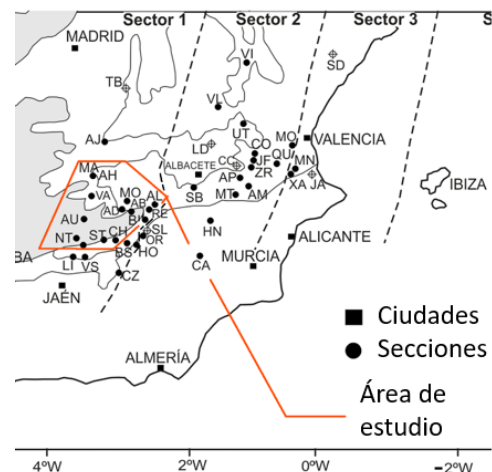 Sector 1
Sector 2
Sector 3
S
MADRID
VI
SD
TB
VL
UT
AJ
LD
CO
MO
VALENCIA
MA
AH
ALBACETE
CC
JF
QU
MN
AP
ZR
XA
JA
IBIZA
VA
MO
AL
SB
MT
AM
AD
AB
RE
AU
BU
HN
SL
ALICANTE
NT
ST
CH
OR
BA
BS
HO
CA
MURCIA
LI
VS
CZ
JAÉN
Ciudades
Secciones
ALMERÍA
Área de
estudio
4°W
2°W
0°W
-2°W